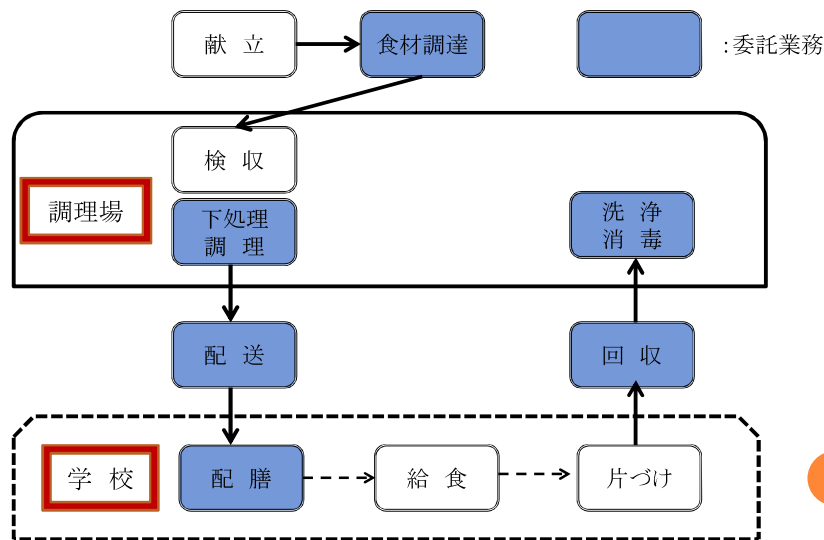 献 立
食材調達
:委託業務
検 収
調理場
下処理
調 理
洗 浄
消 毒
配 送
回 収
学 校
配 膳
給 食
片づけ